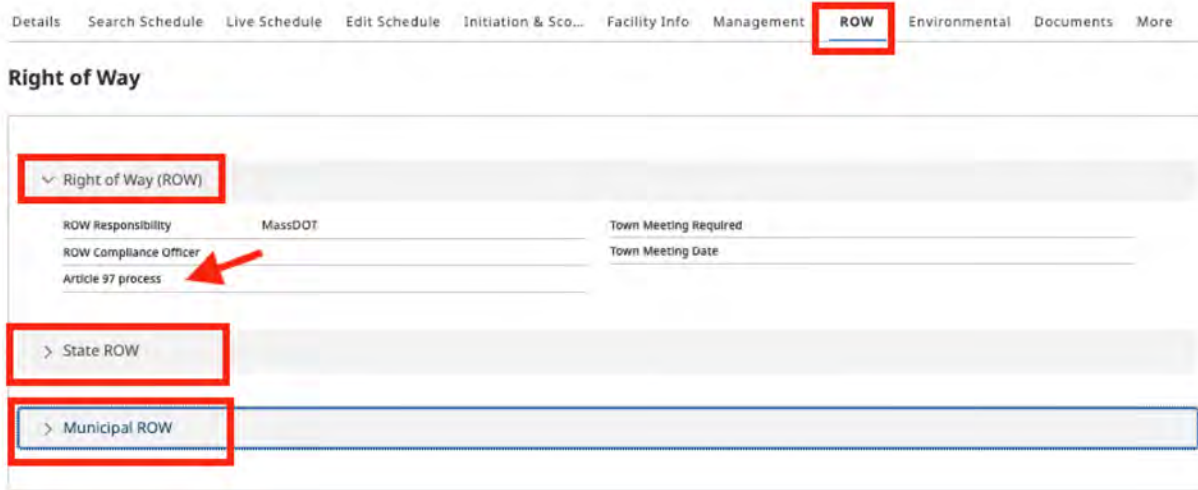 Details Search Schedule Live Schedule Edit Schedule Initiation & Sco... Facility Info Management ROW Environmental Documents More
Right of Way
Right of Way (ROW)
ROW Responsibility MassDOT Town Meeting Required
ROW Compliance Officer Town Meeting Date
Article 97 process
State ROW
Municipal ROW